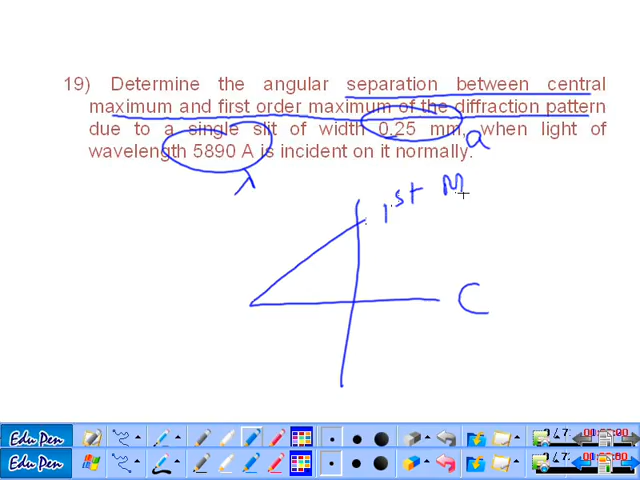 19) Determine the angular separation between central
maximum and first order maximum of the diffraction pattern
due to a single slit of width 0.25 mm, when light of
wavelength 5890 A is incident on it normally.
a
λ
1st M
C
Edu Pen
Edu Pen